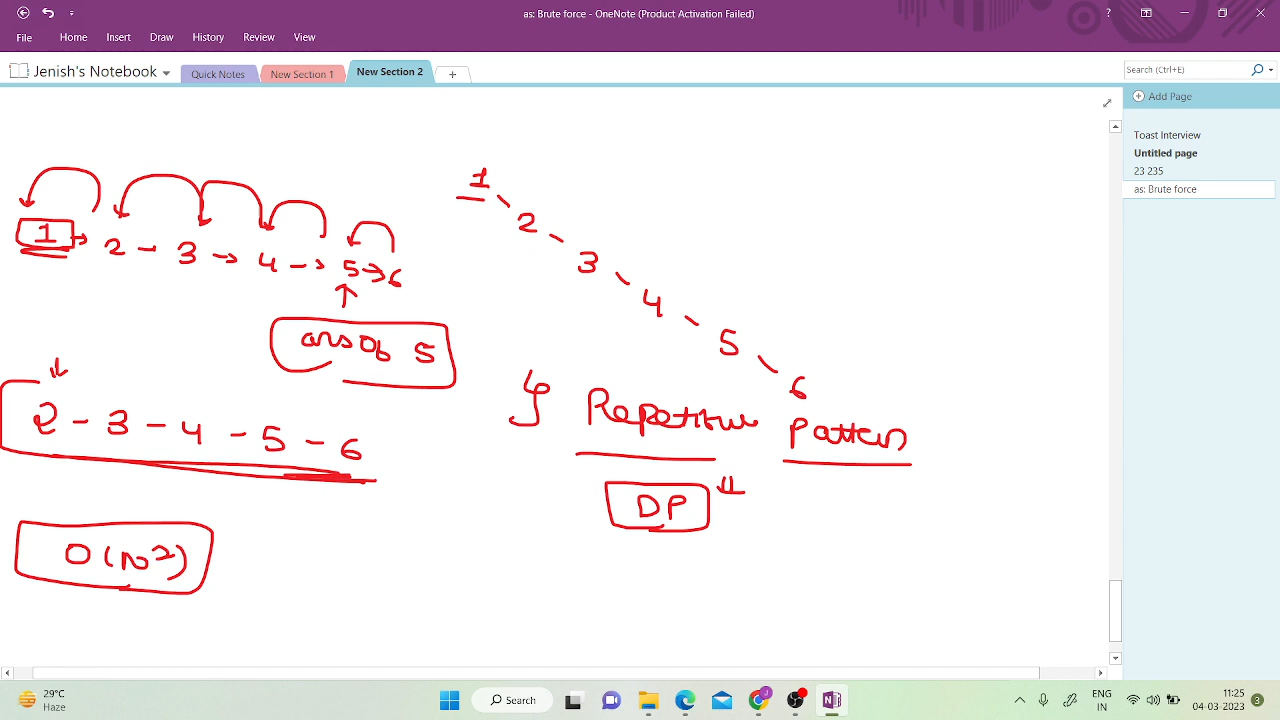 as: Brute force - OneNote (Product Activation Failed)
?
File Home Insert Draw History Review View
Jenish's Notebook Quick Notes New Section 1 New Section 2 +
Search (Ctrl+E)
Add Page
Toast Interview
Untitled page
23 235
as: Brute force
1 → 2 - 3 → 4 → 5 → 6
ans of 5
2 - 3 - 4 - 5 - 6
O(N^2)
1
2
3
4
5
6
Repetitive Pattern
DP
29°C
Haze
Search
ENG
IN
11:25
04-03-2023
3